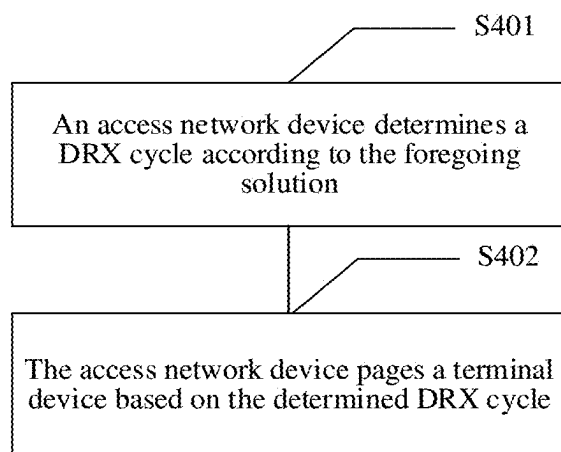 S401
An access network device determines a
DRX cycle according to the foregoing
solution
S402
The access network device pages a terminal
device based on the determined DRX cycle